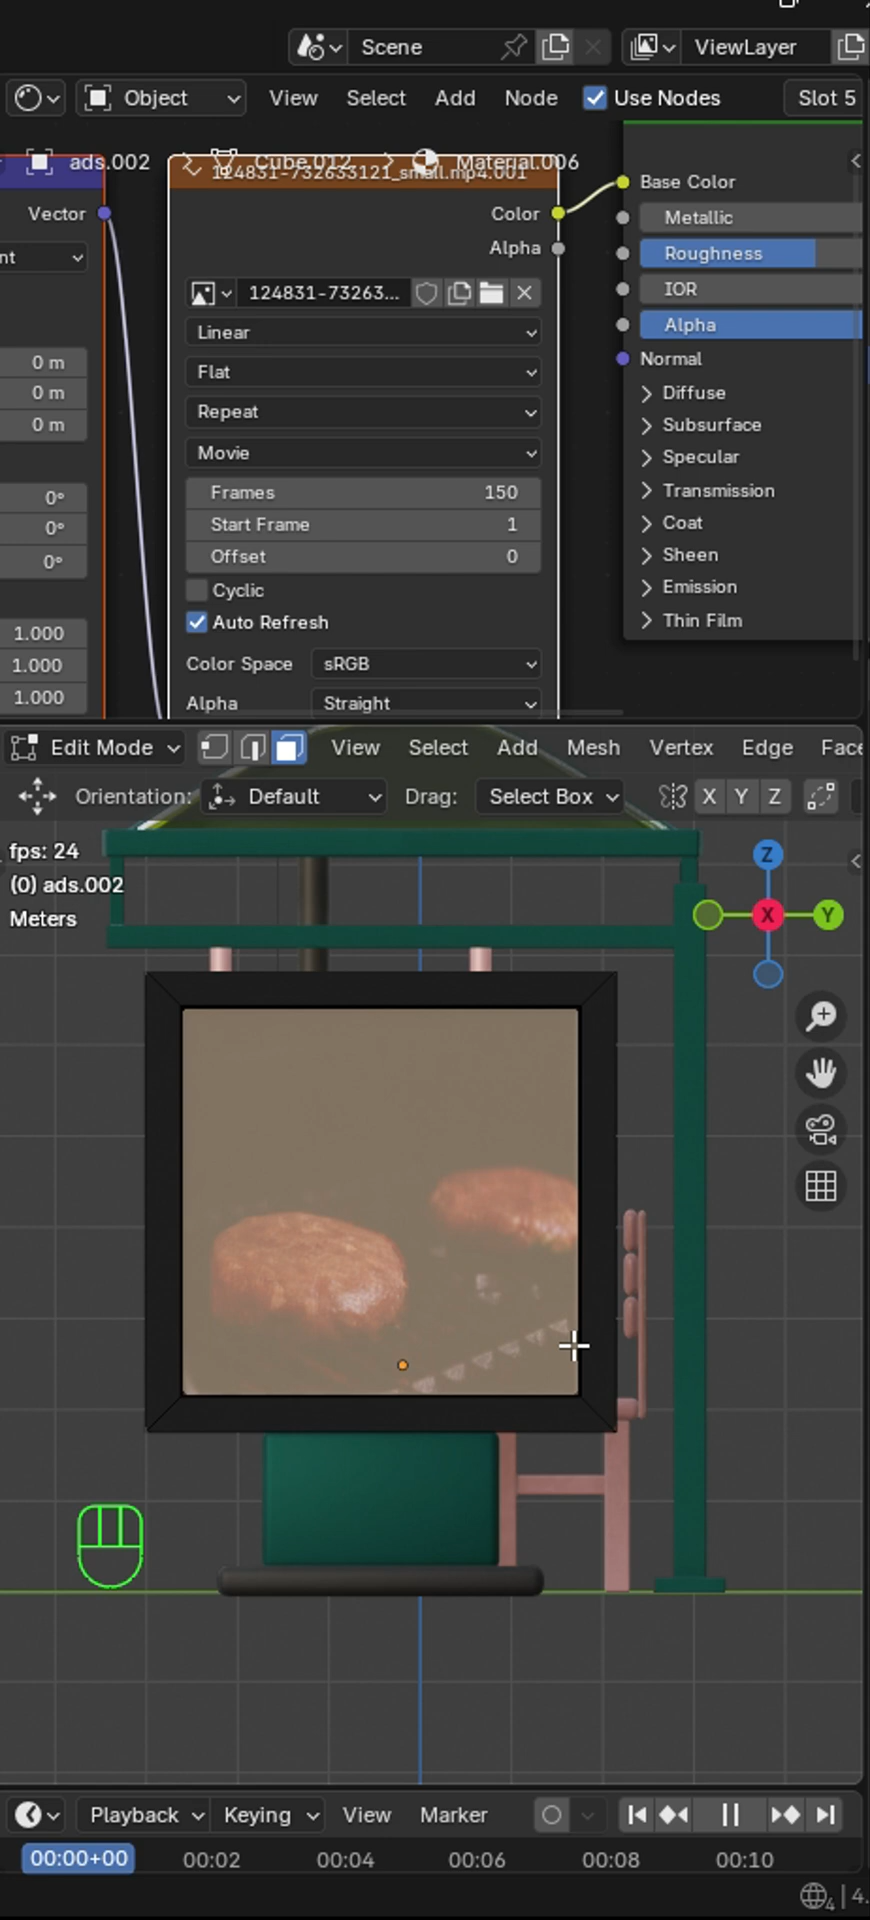 Scene
ViewLayer
Object View Select Add Node Use Nodes Slot 5
ads.002 Cube.012 Material.006
124831-732633121_small.mp4.001
Vector
Color
Alpha
nt
124831-73263...
Linear
Flat
Repeat
Movie
Frames 150
Start Frame 1
Offset 0
Cyclic
Auto Refresh
Color Space sRGB
Alpha Straight
0 m
0 m
0 m
0°
0°
0°
1.000
1.000
1.000
Base Color
Metallic
Roughness
IOR
Alpha
Normal
Diffuse
Subsurface
Specular
Transmission
Coat
Sheen
Emission
Thin Film
Edit Mode View Select Add Mesh Vertex Edge Face
Orientation: Default Drag: Select Box X Y Z
fps: 24
(0) ads.002
Meters
Z
X
Y
Playback Keying View Marker
00:00+00 00:02 00:04 00:06 00:08 00:10
4 | 4.